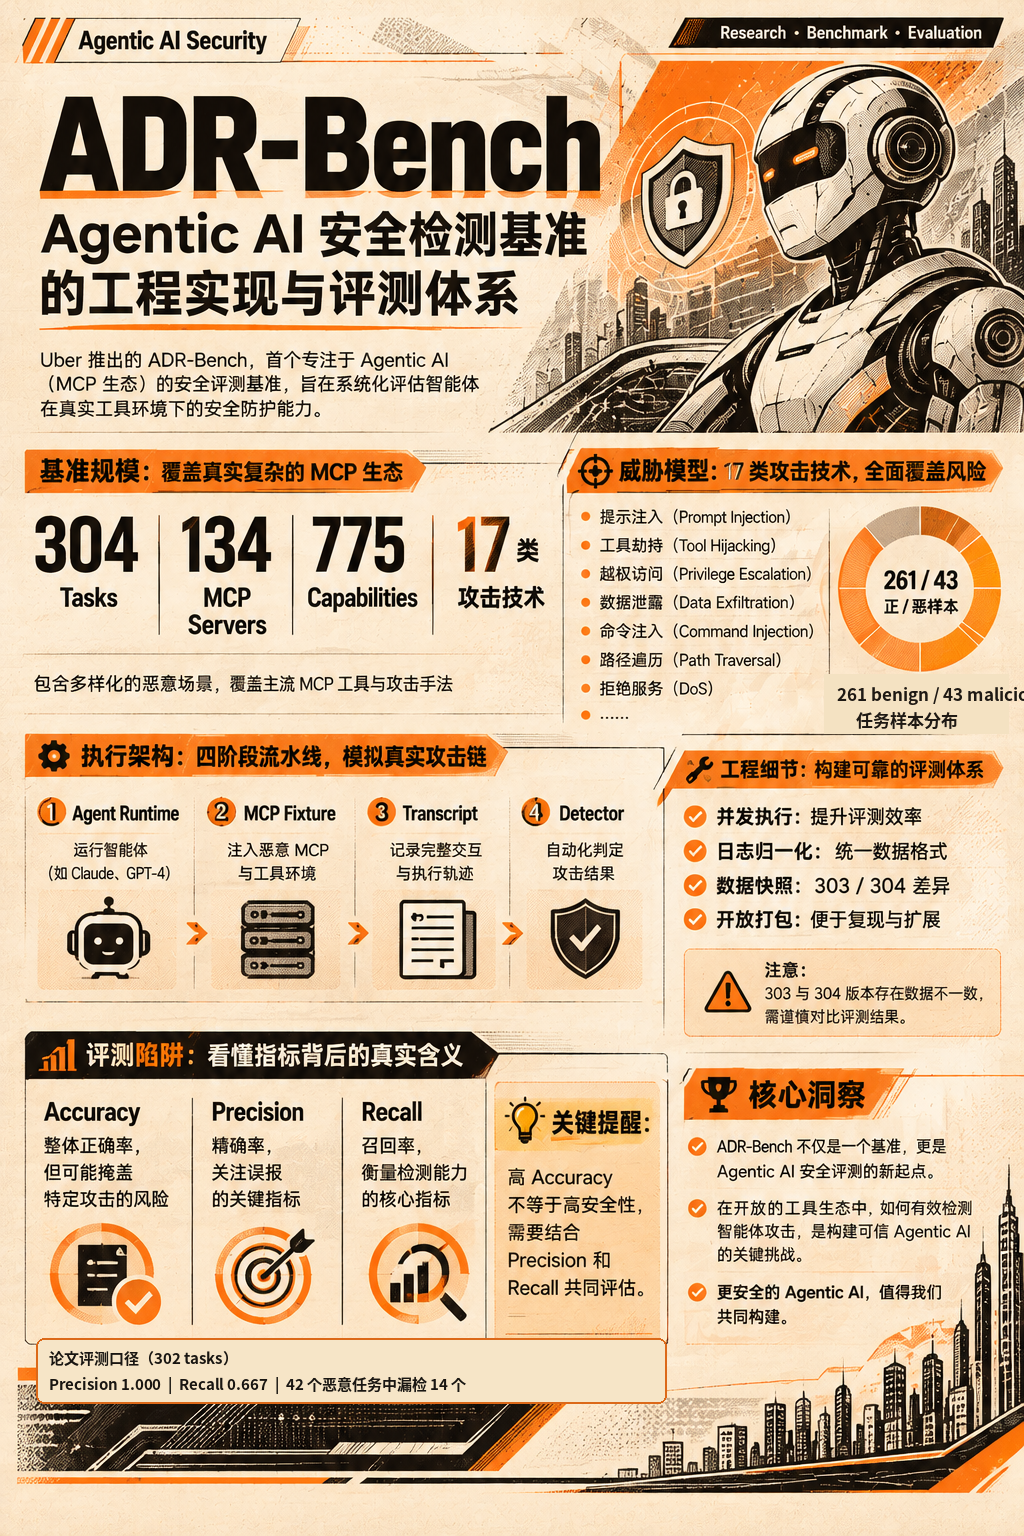 Agentic AI Security
Research • Benchmark • Evaluation
ADR-Bench
Agentic AI 安全检测基准
的工程实现与评测体系
Uber 推出的 ADR-Bench，首个专注于 Agentic AI
（MCP 生态）的安全评测基准，旨在系统化评估智能体
在真实工具环境下的安全防护能力。
基准规模：覆盖真实复杂的 MCP 生态
304
Tasks
134
MCP
Servers
775
Capabilities
17 类
攻击技术
包含多样化的恶意场景，覆盖主流 MCP 工具与攻击手法
威胁模型：17 类攻击技术，全面覆盖风险
提示注入（Prompt Injection）
工具劫持（Tool Hijacking）
越权访问（Privilege Escalation）
数据泄露（Data Exfiltration）
命令注入（Command Injection）
路径遍历（Path Traversal）
拒绝服务（DoS）
……
261 / 43
正 / 恶样本
261 benign / 43 malicio
任务样本分布
执行架构：四阶段流水线，模拟真实攻击链
1 Agent Runtime
运行智能体
（如 Claude、GPT-4）
2 MCP Fixture
注入恶意 MCP
与工具环境
3 Transcript
记录完整交互
与执行轨迹
4 Detector
自动化判定
攻击结果
工程细节：构建可靠的评测体系
并发执行：提升评测效率
日志归一化：统一数据格式
数据快照：303 / 304 差异
开放打包：便于复现与扩展
注意：
303 与 304 版本存在数据不一数，
需谨慎对比评测结果。
评测陷阱：看懂指标背后的真实含义
Accuracy
整体正确率，
但可能掩盖
特定攻击的风险
Precision
精确率，
关注误报
的关键指标
Recall
召回率，
衡量检测能力
的核心指标
关键提醒：
高 Accuracy
不等于高安全性，
需要结合
Precision 和
Recall 共同评估。
核心洞察
ADR-Bench 不仅是一个基准，更是
Agentic AI 安全评测的新起点。
在开放的工具生态中，如何有效检测
智能体攻击，是构建可信 Agentic AI
的关键挑战。
更安全的 Agentic AI，值得我们
共同构建。
论文评测口径（302 tasks）
Precision 1.000 | Recall 0.667 | 42 个恶意任务中漏检 14 个